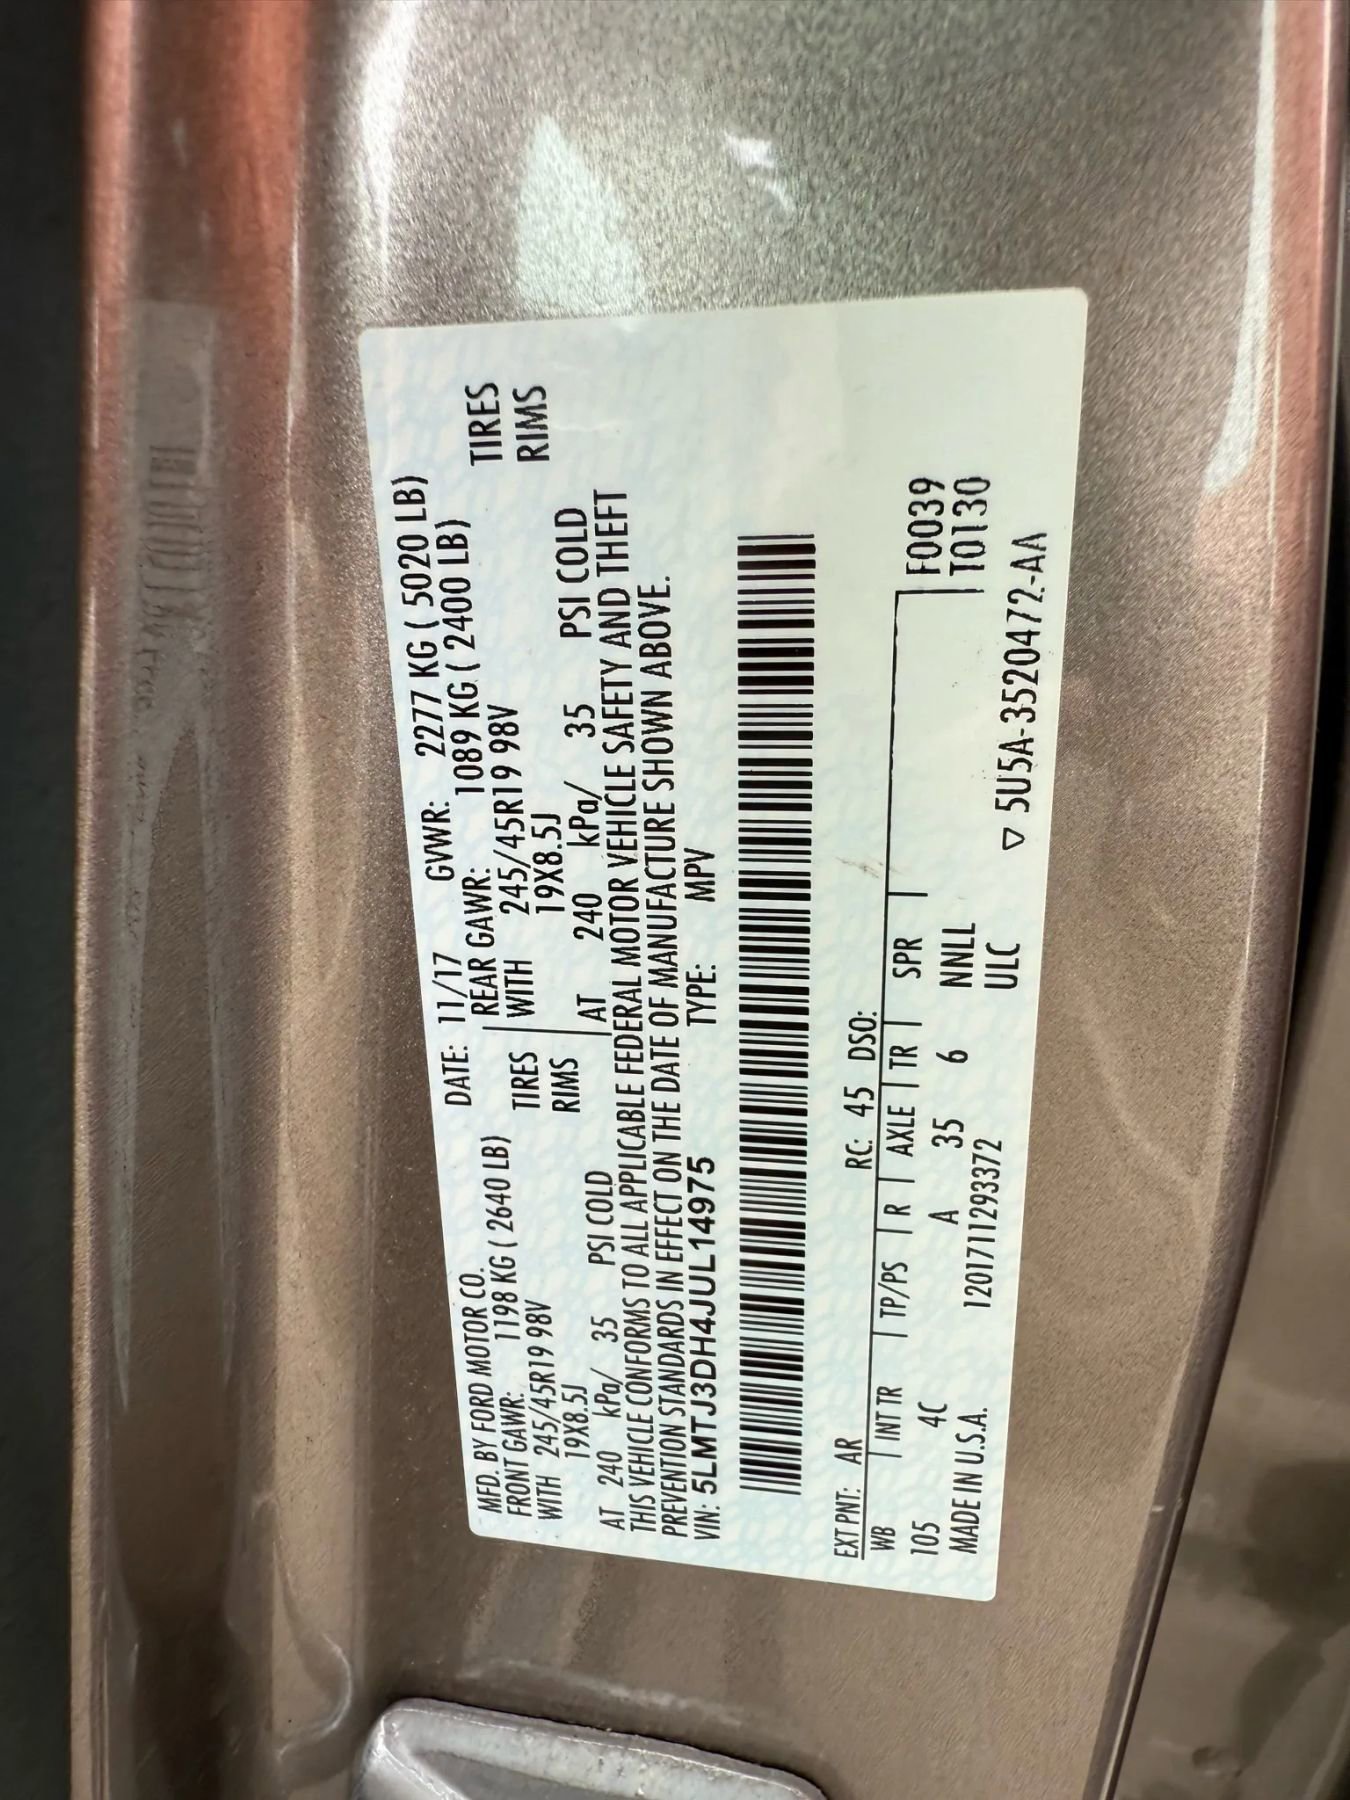 MFD. BY FORD MOTOR CO. DATE: 11/17 GVWR: 2277 KG ( 5020 LB)
FRONT GAWR: 1198 KG ( 2640 LB) REAR GAWR: 1089 KG ( 2400 LB)
WITH 245/45R19 98V TIRES WITH 245/45R19 98V TIRES
19X8.5J RIMS 19X8.5J RIMS
AT 240 kPa/ 35 PSI COLD AT 240 kPa/ 35 PSI COLD
THIS VEHICLE CONFORMS TO ALL APPLICABLE FEDERAL MOTOR VEHICLE SAFETY AND THEFT
PREVENTION STANDARDS IN EFFECT ON THE DATE OF MANUFACTURE SHOWN ABOVE.
VIN: 5LMTJ3DH4JUL14975 TYPE: MPV
EXT PNT: AR RC: 45 DSO:
WB INT TR TP/PS R AXLE TR SPR F0039
105 4C A 35 6 NNLL T0130
MADE IN U.S.A. 1201711293372 ULC
▽ 5U5A-3520472-AA